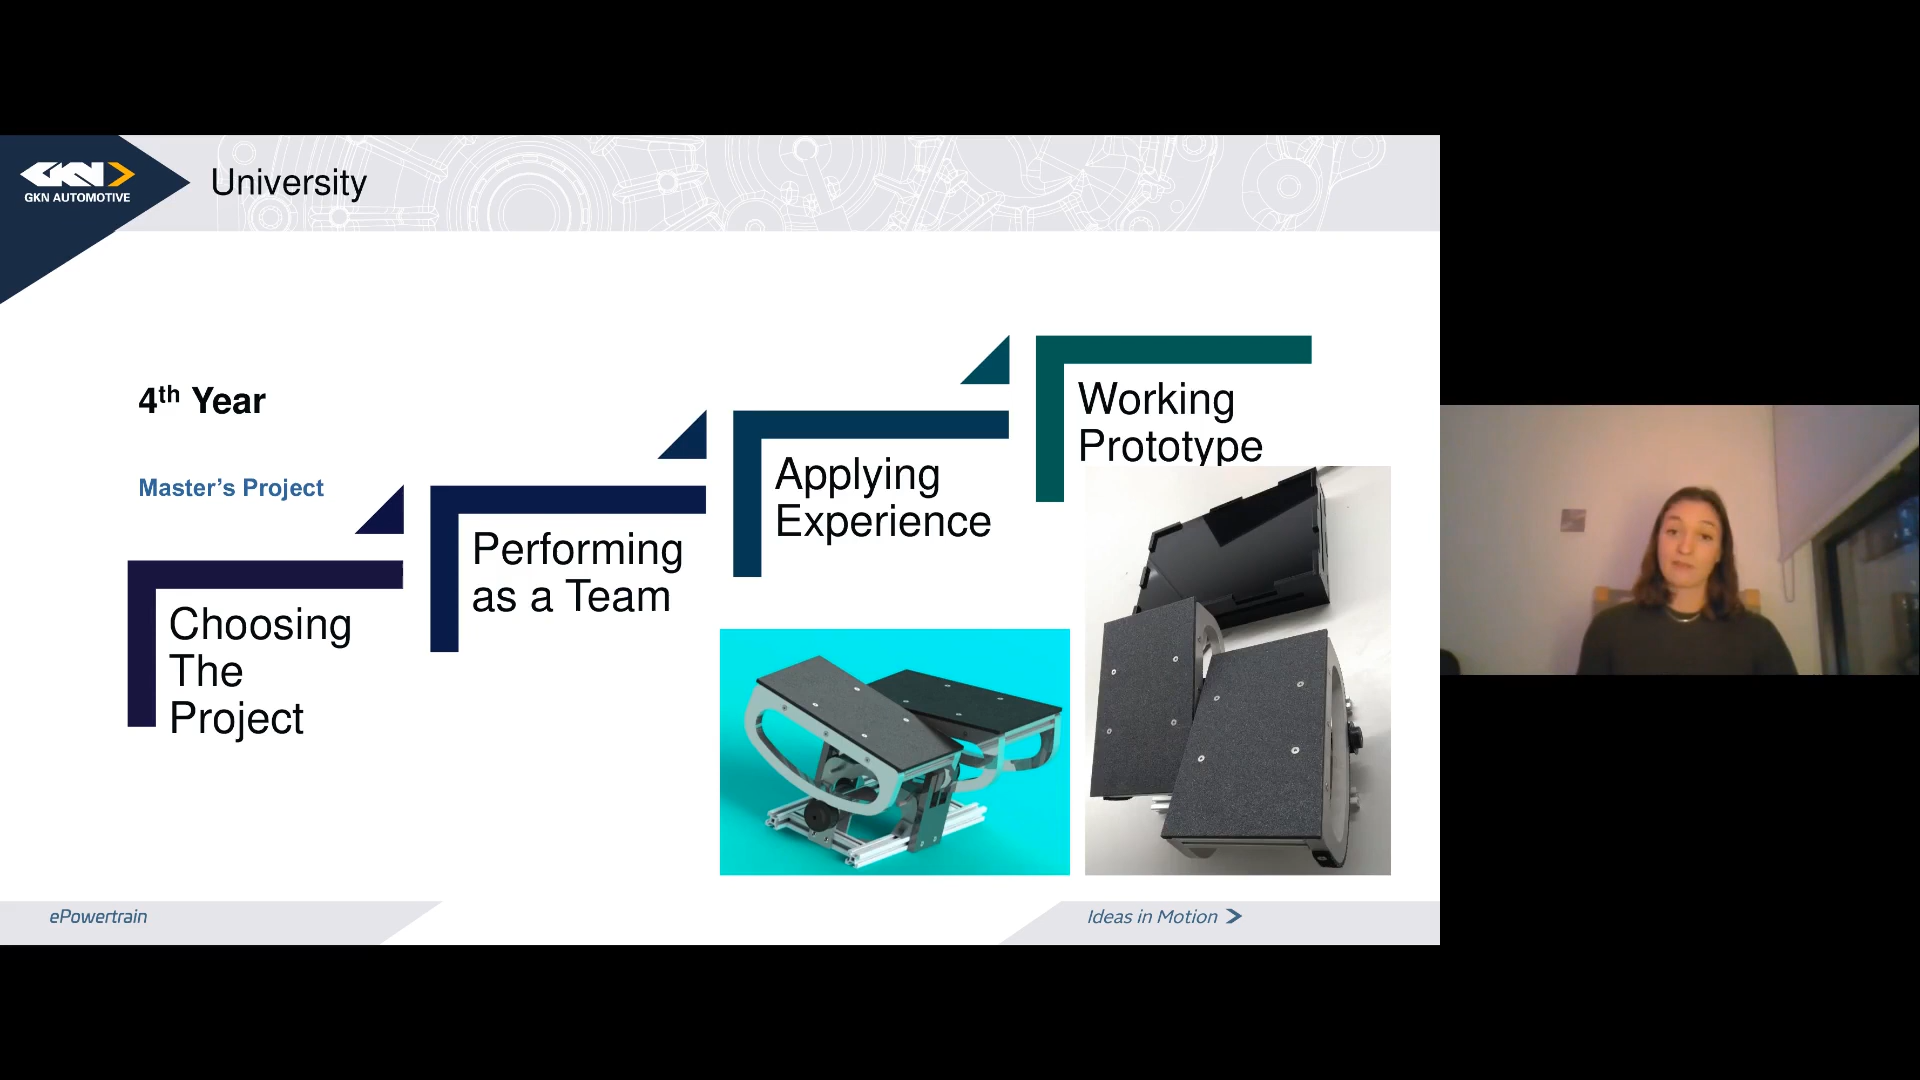 GKN AUTOMOTIVE
University
4th Year
Master's Project
Choosing
The
Project
Performing
as a Team
Applying
Experience
Working
Prototype
ePowertrain
Ideas in Motion